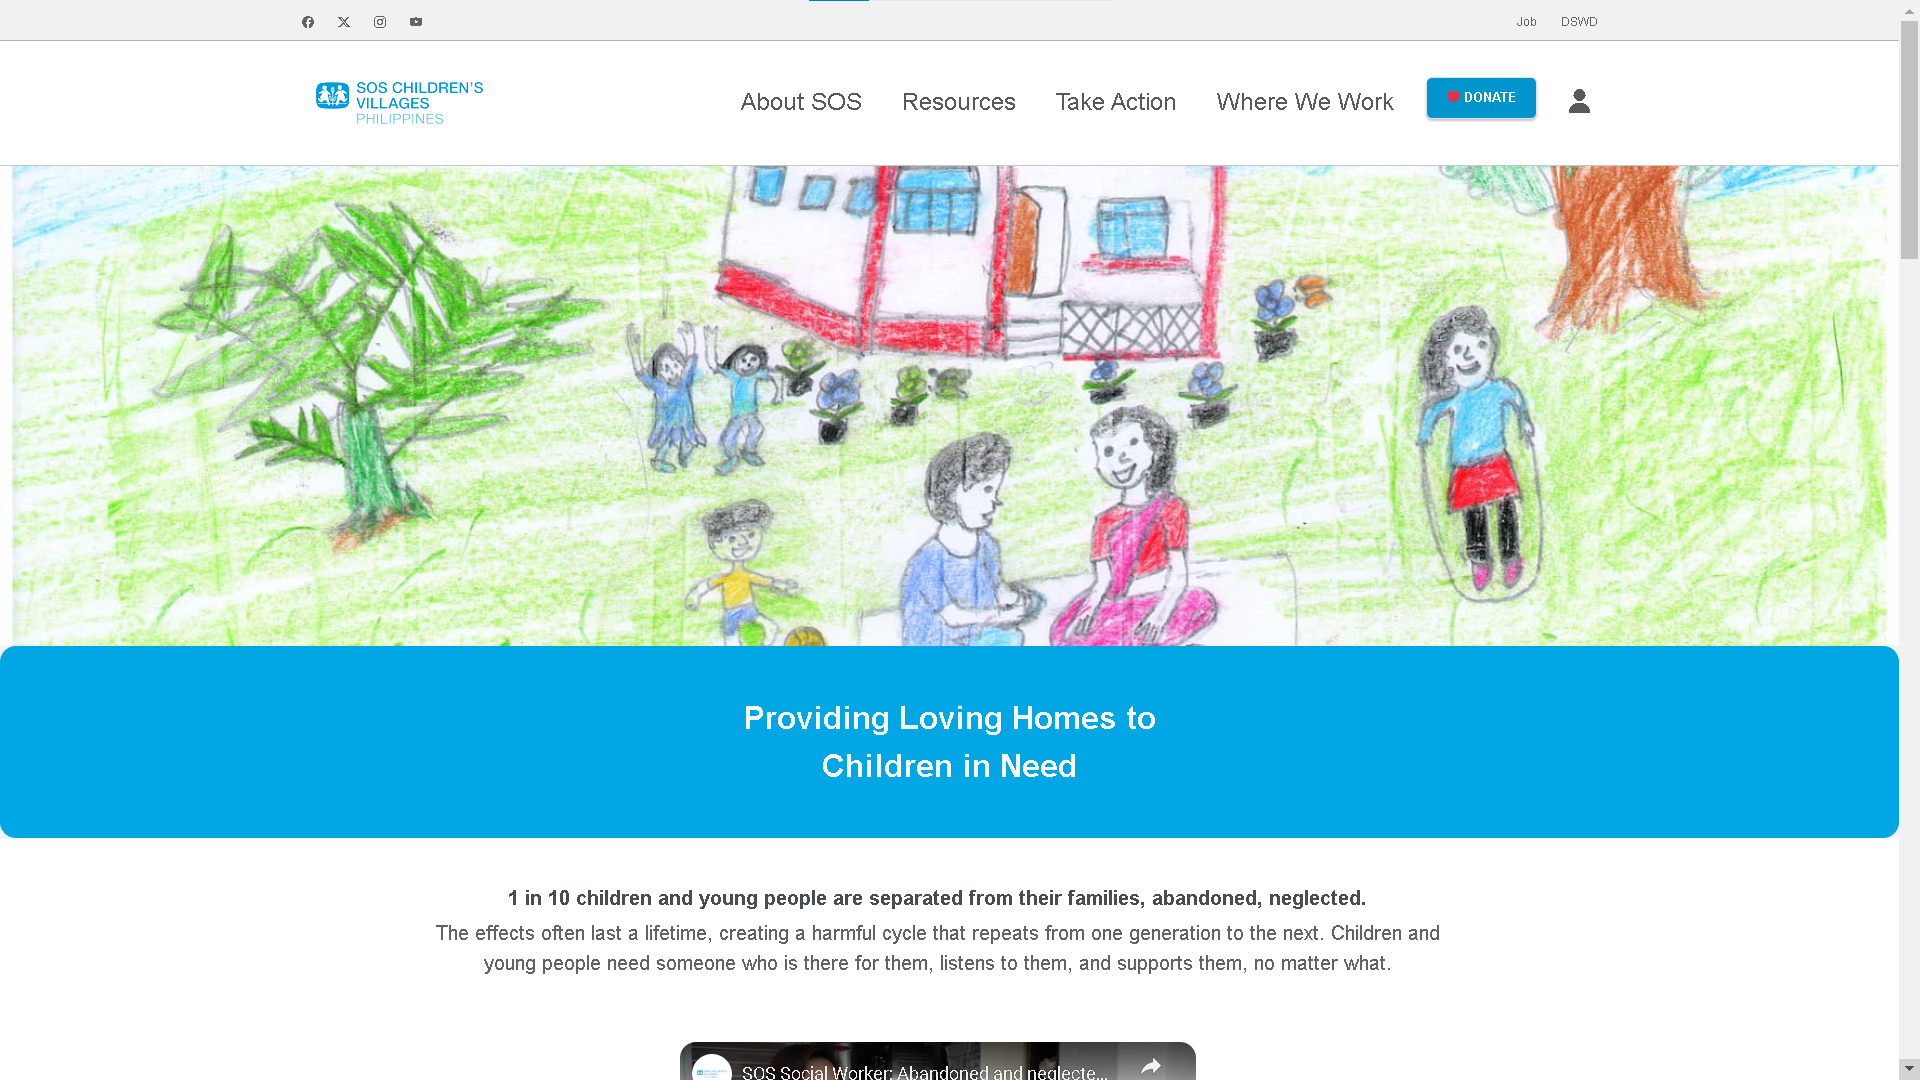 Job DSWD
SOS CHILDREN'S
VILLAGES
PHILIPPINES
About SOS Resources Take Action Where We Work DONATE
Providing Loving Homes to
Children in Need
1 in 10 children and young people are separated from their families, abandoned, neglected.
The effects often last a lifetime, creating a harmful cycle that repeats from one generation to the next. Children and
young people need someone who is there for them, listens to them, and supports them, no matter what.
SOS Social Worker: Abandoned and neglecte...